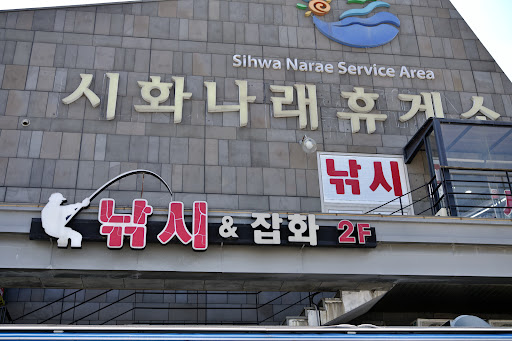 Sihwa Narae Service Area
시화나래휴게소
낚시
낚시 & 잡화 2F